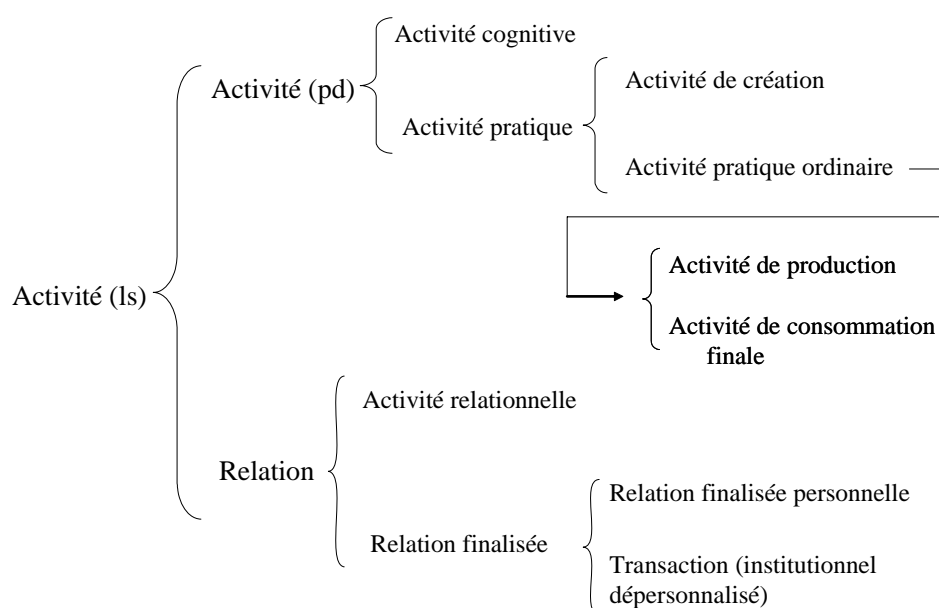 Activité cognitive
Activité (pd)
Activité de création
Activité pratique
Activité pratique ordinaire
Activité de production
Activité (ls)
Activité de consommation
finale
Activité relationnelle
Relation
Relation finalisée personnelle
Relation finalisée
Transaction (institutionnel
dépersonnalisé)